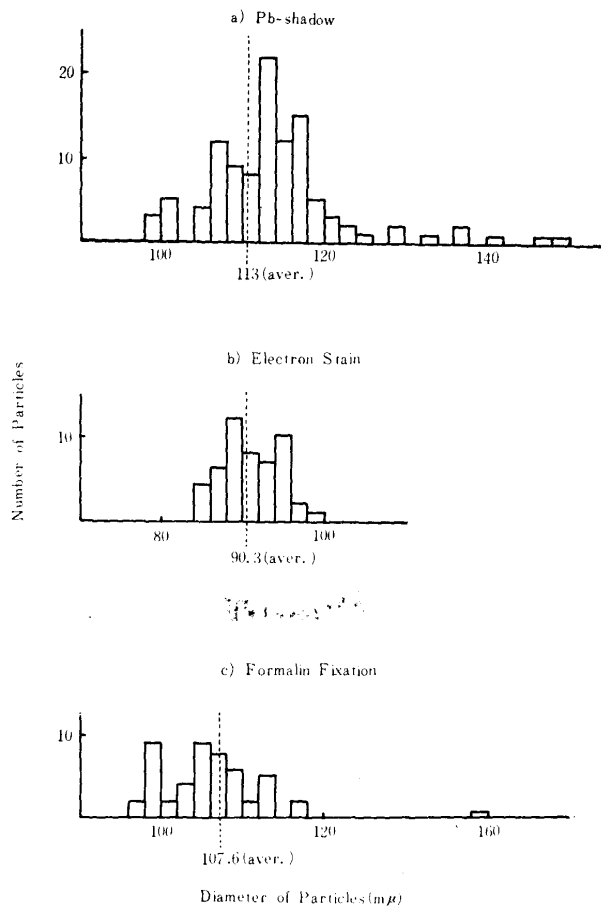 a) Pb-shadow
20
10
100
120
140
113(aver.)
Number of Particles
b) Electron Stain
10
80
100
90.3(aver.)
c) Formalin Fixation
10
100
120
160
107.6(aver.)
Diameter of Particles(mμ)